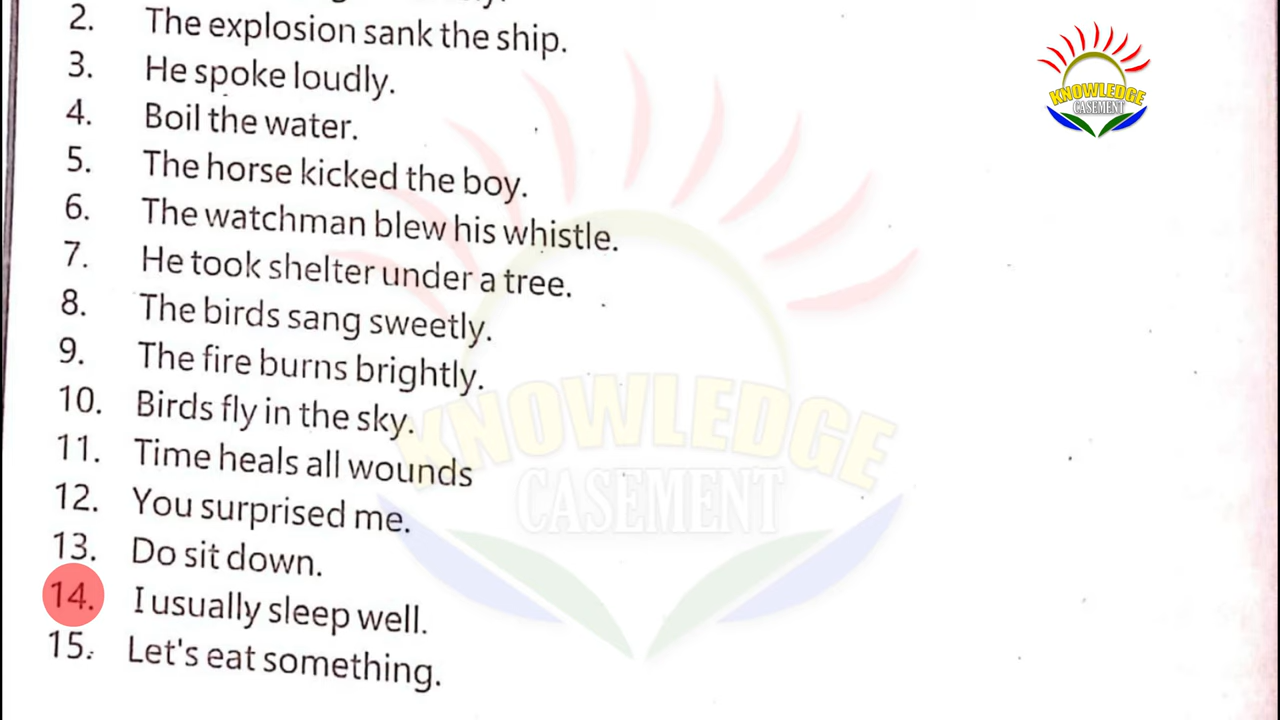 2. The explosion sank the ship.
3. He spoke loudly.
4. Boil the water.
5. The horse kicked the boy.
6. The watchman blew his whistle.
7. He took shelter under a tree.
8. The birds sang sweetly.
9. The fire burns brightly.
10. Birds fly in the sky.
11. Time heals all wounds
12. You surprised me.
13. Do sit down.
14. I usually sleep well.
15. Let's eat something.
KNOWLEDGE
CASEMENT
KNOWLEDGE
CASEMENT